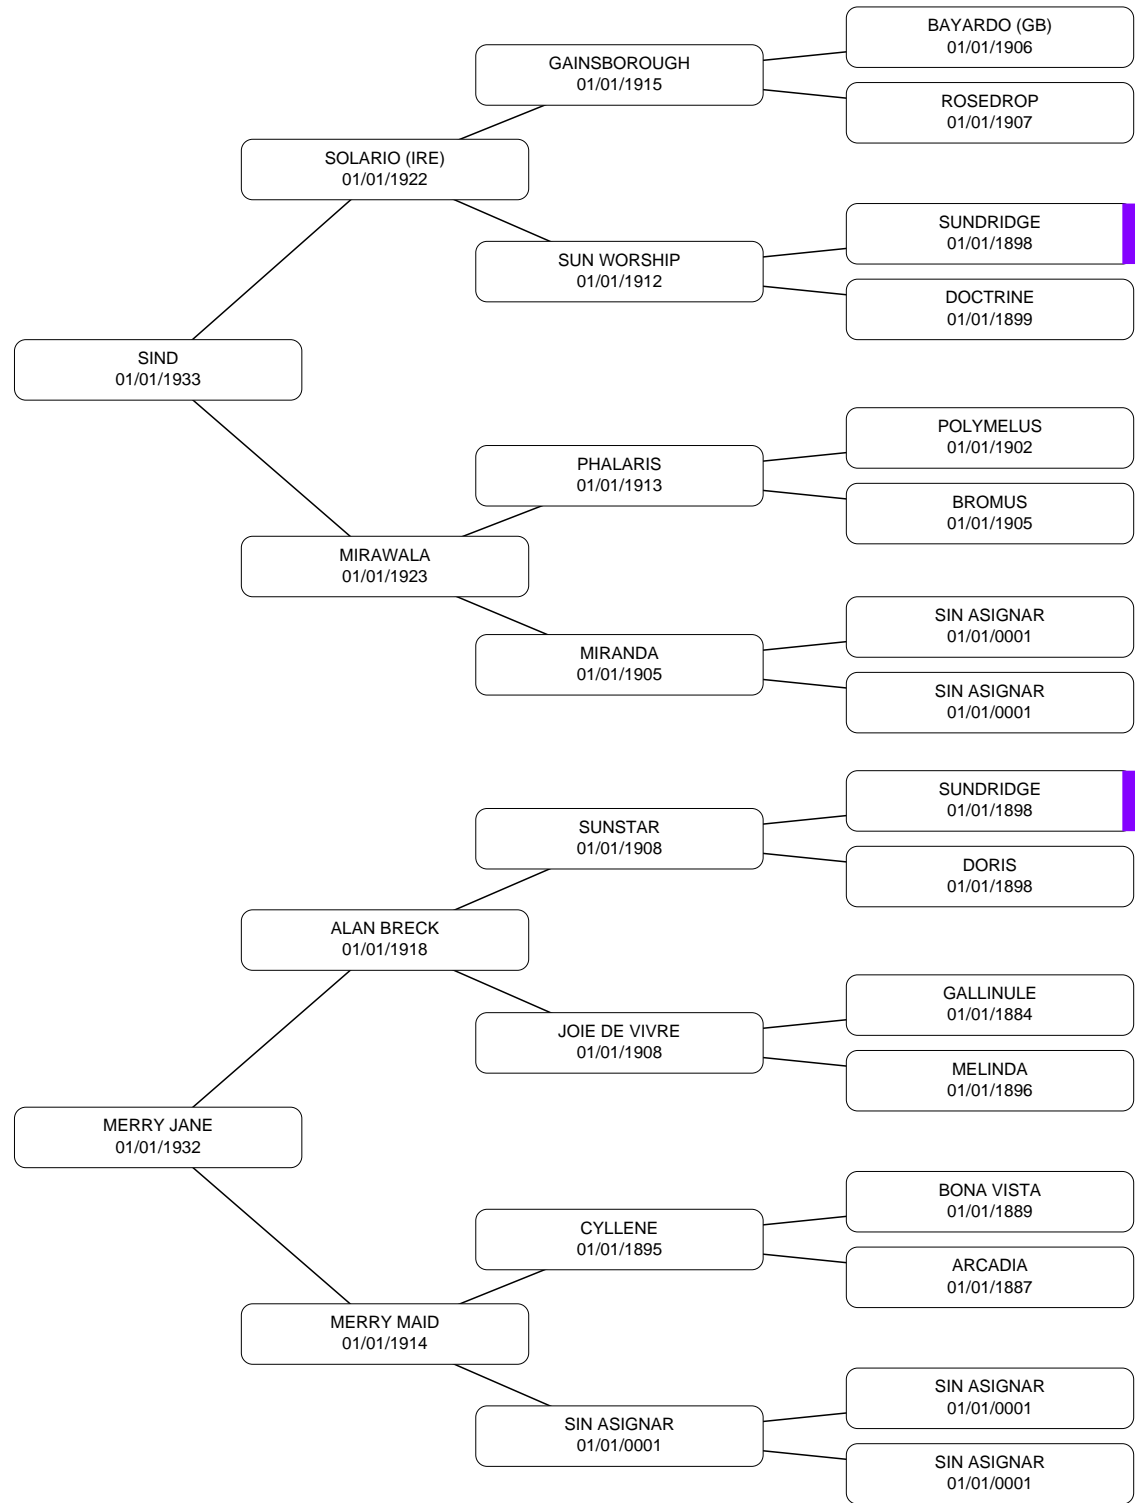 BAYARDO (GB)
01/01/1906
GAINSBOROUGH
01/01/1915
ROSEDROP
01/01/1907
SOLARIO (IRE)
01/01/1922
SUNDRIDGE
01/01/1898
SUN WORSHIP
01/01/1912
DOCTRINE
01/01/1899
SIND
01/01/1933
POLYMELUS
01/01/1902
PHALARIS
01/01/1913
BROMUS
01/01/1905
MIRAWALA
01/01/1923
SIN ASIGNAR
01/01/0001
MIRANDA
01/01/1905
SIN ASIGNAR
01/01/0001
SUNDRIDGE
01/01/1898
SUNSTAR
01/01/1908
DORIS
01/01/1898
ALAN BRECK
01/01/1918
GALLINULE
01/01/1884
JOIE DE VIVRE
01/01/1908
MELINDA
01/01/1896
MERRY JANE
01/01/1932
BONA VISTA
01/01/1889
CYLLENE
01/01/1895
ARCADIA
01/01/1887
MERRY MAID
01/01/1914
SIN ASIGNAR
01/01/0001
SIN ASIGNAR
01/01/0001
SIN ASIGNAR
01/01/0001